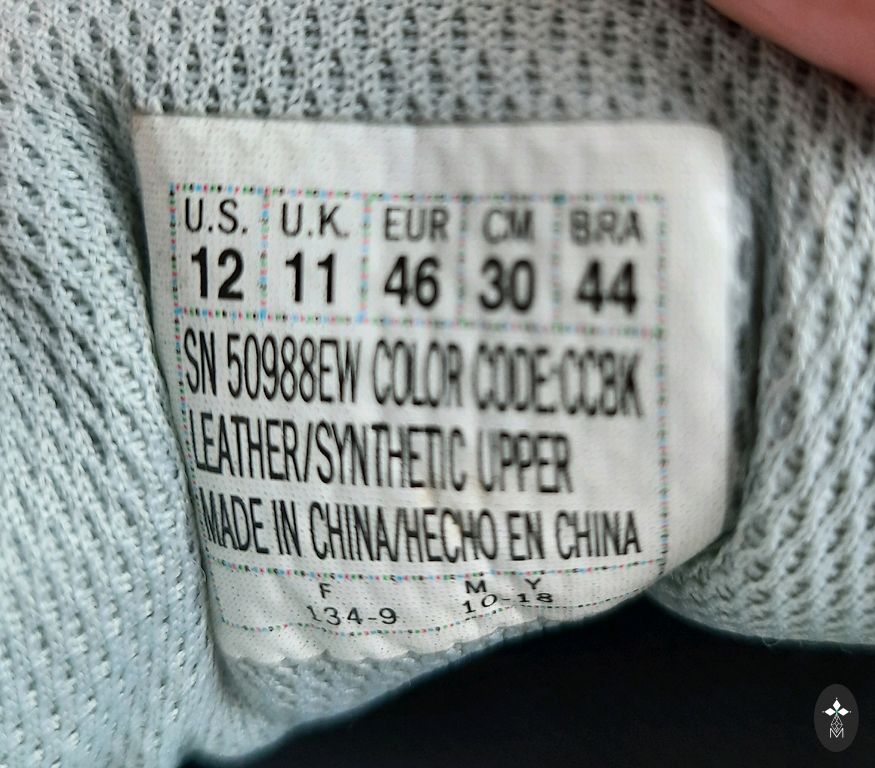 U.S. U.K. EUR CM BRA
12 11 46 30 44
SN 50988EW COLOR CODE:CCBK
LEATHER/SYNTHETIC UPPER
MADE IN CHINA/HECHO EN CHINA
F M Y
134-9 10-18
M